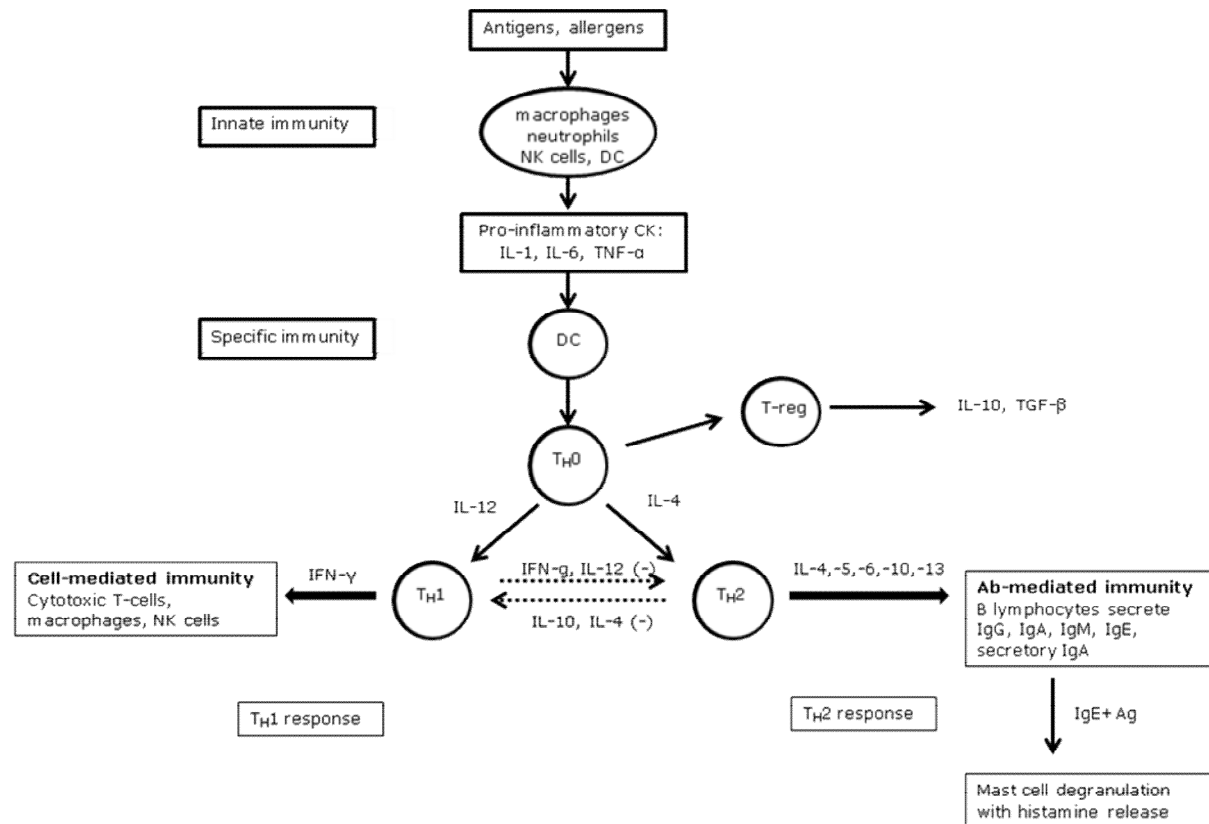 Antigens, allergens
Innate immunity
macrophages
neutrophils
NK cells, DC
Pro-inflammatory CK:
IL-1, IL-6, TNF-α
Specific immunity
DC
T-reg
IL-10, TGF-β
TH0
IL-12
IL-4
Cell-mediated immunity
Cytotoxic T-cells,
macrophages, NK cells
IFN-γ
TH1
IFN-g, IL-12 (-)
IL-10, IL-4 (-)
TH2
IL-4,-5,-6,-10,-13
Ab-mediated immunity
B lymphocytes secrete
IgG, IgA, IgM, IgE,
secretory IgA
TH1 response
TH2 response
IgE+ Ag
Mast cell degranulation
with histamine release